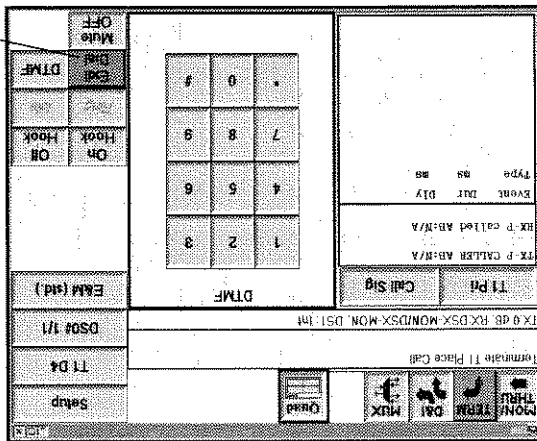 MON/
THRU
TERM
D&I
MUX
Quad
Setup
Terminate T1 Place Call
T1 D4
TX:0 dB, RX:DSX-MON/DSX-MON, DS1: Int
DS0# 1/1
T1 Pri
Call Sig
DTMF
E&M (std.)
TX-P CALLER AB:N/A
RX-P called AB:N/A
Event Dur Dly
Type ms ms
1
2
3
4
5
6
7
8
9
*
0
#
On
Hook
Off
Hook
Exit
Dial
DTMF
Mute
OFF